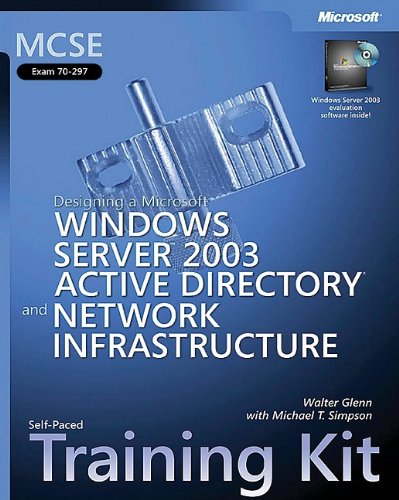 Microsoft®
MCSE
Exam 70-297
Windows Server 2003
evaluation
software inside!
Designing a Microsoft®
WINDOWS
SERVER 2003
ACTIVE DIRECTORY®
and NETWORK
INFRASTRUCTURE
Walter Glenn
with Michael T. Simpson
Self-Paced
Training Kit